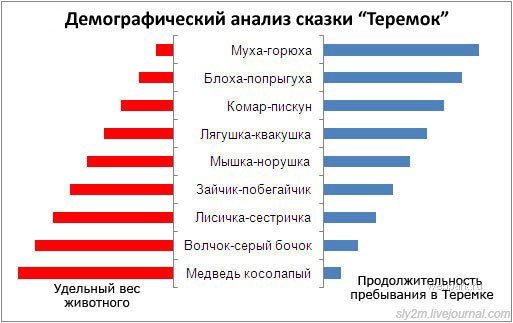 Демографический анализ сказки “Теремок”
Муха-горюха
Блоха-попрыгуха
Комар-пискун
Лягушка-квакушка
Мышка-норушка
Зайчик-побегайчик
Лисичка-сестричка
Волчок-серый бочок
Медведь косолапый
Удельный вес
животного
Продолжительность
пребывания в Теремке
sly2m.livejournal.com